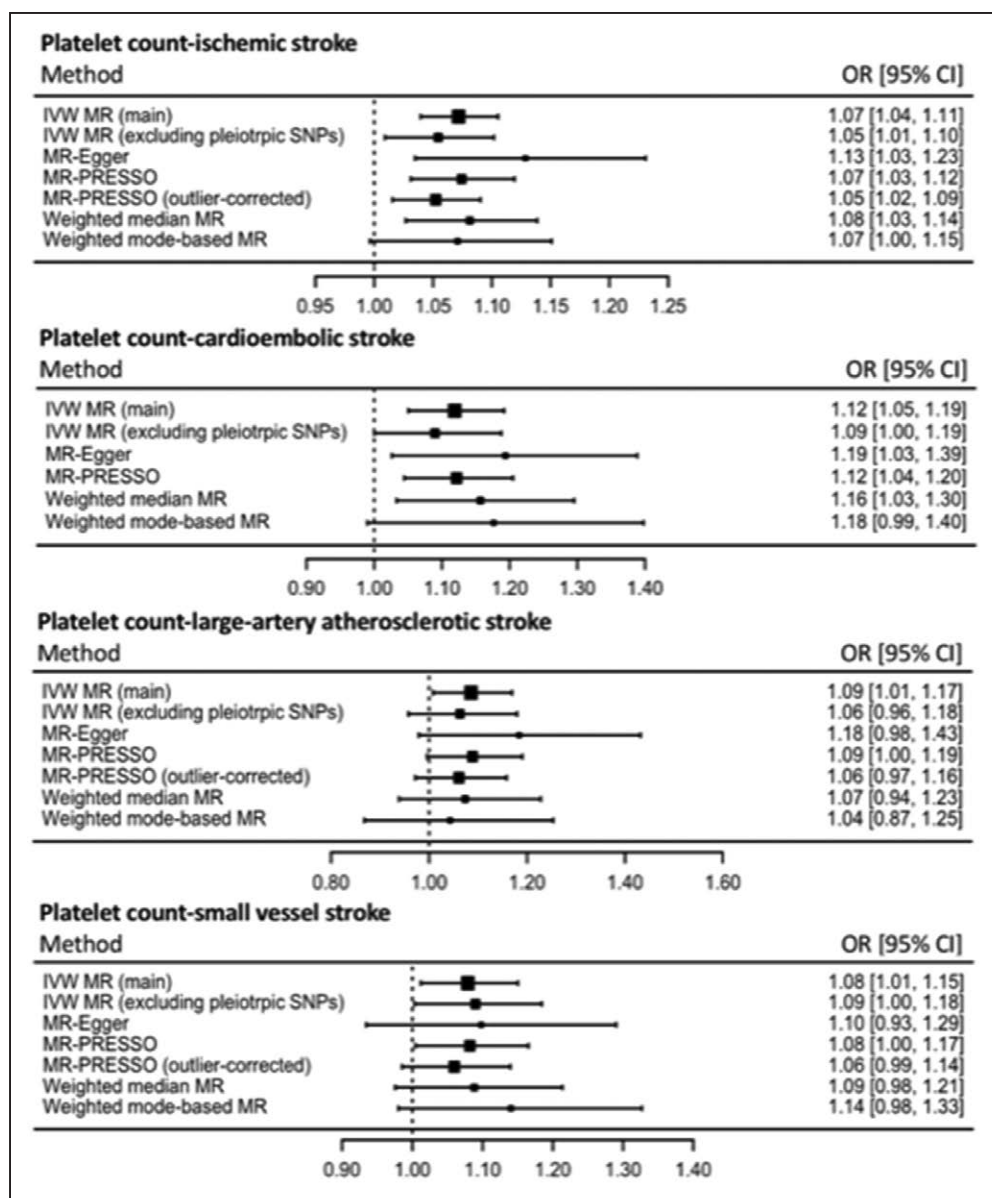 Platelet count-ischemic stroke
Method OR [95% CI]
IVW MR (main) 1.07 [1.04, 1.11]
IVW MR (excluding pleiotrpic SNPs) 1.05 [1.01, 1.10]
MR-Egger 1.13 [1.03, 1.23]
MR-PRESSO 1.07 [1.03, 1.12]
MR-PRESSO (outlier-corrected) 1.05 [1.02, 1.09]
Weighted median MR 1.08 [1.03, 1.14]
Weighted mode-based MR 1.07 [1.00, 1.15]
0.95 1.00 1.05 1.10 1.15 1.20 1.25
Platelet count-cardioembolic stroke
Method OR [95% CI]
IVW MR (main) 1.12 [1.05, 1.19]
IVW MR (excluding pleiotrpic SNPs) 1.09 [1.00, 1.19]
MR-Egger 1.19 [1.03, 1.39]
MR-PRESSO 1.12 [1.04, 1.20]
Weighted median MR 1.16 [1.03, 1.30]
Weighted mode-based MR 1.18 [0.99, 1.40]
0.90 1.00 1.10 1.20 1.30 1.40
Platelet count-large-artery atherosclerotic stroke
Method OR [95% CI]
IVW MR (main) 1.09 [1.01, 1.17]
IVW MR (excluding pleiotrpic SNPs) 1.06 [0.96, 1.18]
MR-Egger 1.18 [0.98, 1.43]
MR-PRESSO 1.09 [1.00, 1.19]
MR-PRESSO (outlier-corrected) 1.06 [0.97, 1.16]
Weighted median MR 1.07 [0.94, 1.23]
Weighted mode-based MR 1.04 [0.87, 1.25]
0.80 1.00 1.20 1.40 1.60
Platelet count-small vessel stroke
Method OR [95% CI]
IVW MR (main) 1.08 [1.01, 1.15]
IVW MR (excluding pleiotrpic SNPs) 1.09 [1.00, 1.18]
MR-Egger 1.10 [0.93, 1.29]
MR-PRESSO 1.08 [1.00, 1.17]
MR-PRESSO (outlier-corrected) 1.06 [0.99, 1.14]
Weighted median MR 1.09 [0.98, 1.21]
Weighted mode-based MR 1.14 [0.98, 1.33]
0.90 1.00 1.10 1.20 1.30 1.40